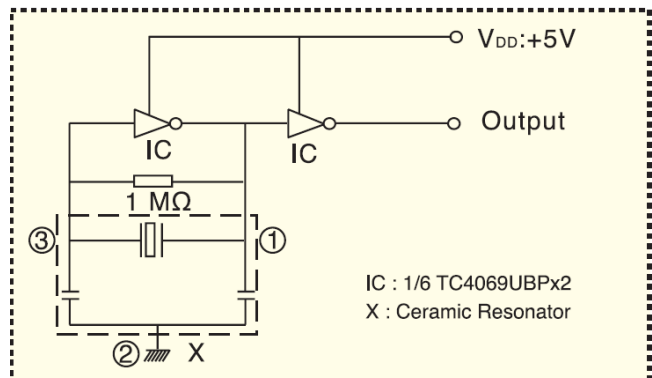 VDD:+5V
Output
IC
IC
1 MΩ
③
①
IC : 1/6 TC4069UBPx2
X : Ceramic Resonator
② X